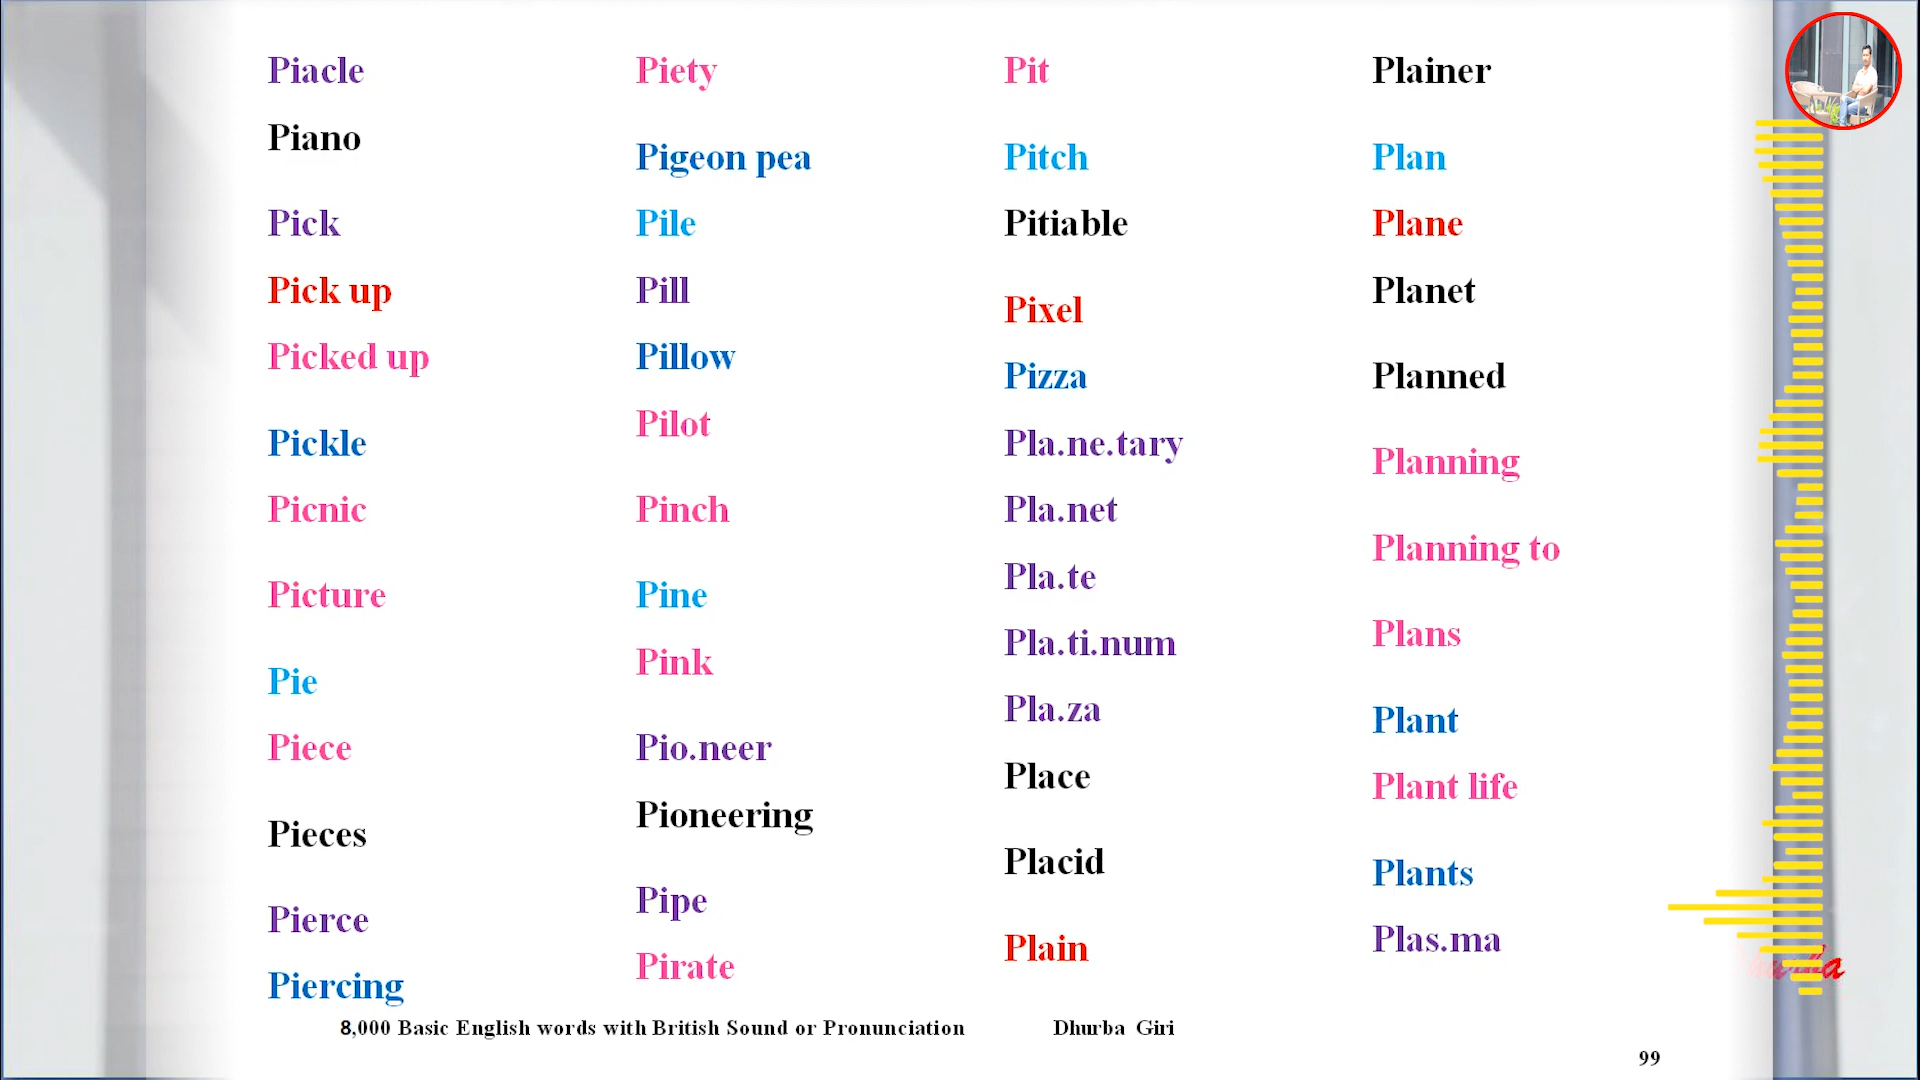 Piacle
Piano
Pick
Pick up
Picked up
Pickle
Picnic
Picture
Pie
Piece
Pieces
Pierce
Piercing
Piety
Pigeon pea
Pile
Pill
Pillow
Pilot
Pinch
Pine
Pink
Pio.neer
Pioneering
Pipe
Pirate
Pit
Pitch
Pitiable
Pixel
Pizza
Pla.ne.tary
Pla.net
Pla.te
Pla.ti.num
Pla.za
Place
Placid
Plain
Plainer
Plan
Plane
Planet
Planned
Planning
Planning to
Plans
Plant
Plant life
Plants
Plas.ma
8,000 Basic English words with British Sound or Pronunciation Dhurba Giri
99